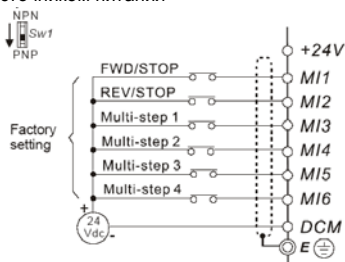 NPN
Sw1
PNP
+24V
FWD/STOP
MI1
REV/STOP
MI2
Multi-step 1
MI3
Factory
setting
Multi-step 2
MI4
Multi-step 3
MI5
Multi-step 4
MI6
+
24
Vdc
-
DCM
E